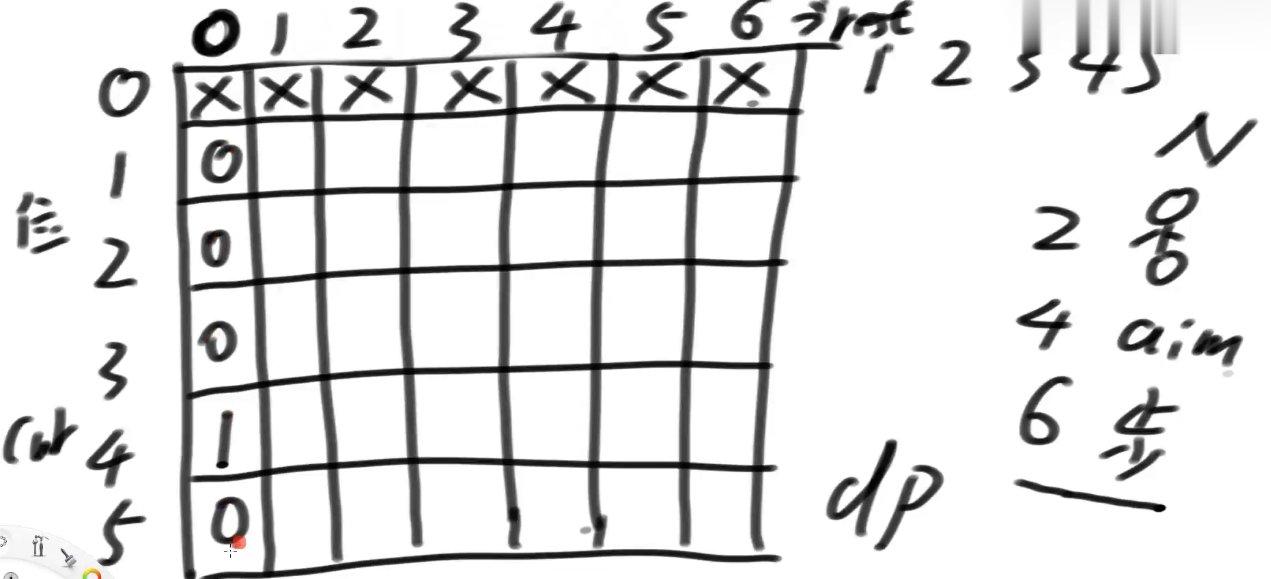 0 1 2 3 4 5 6 rest
1 2 3 4 5
0 X X X X X X X
N
1 0
2 0
2
3 0
4 aim
cur 4 1
6 步
5 0
dp